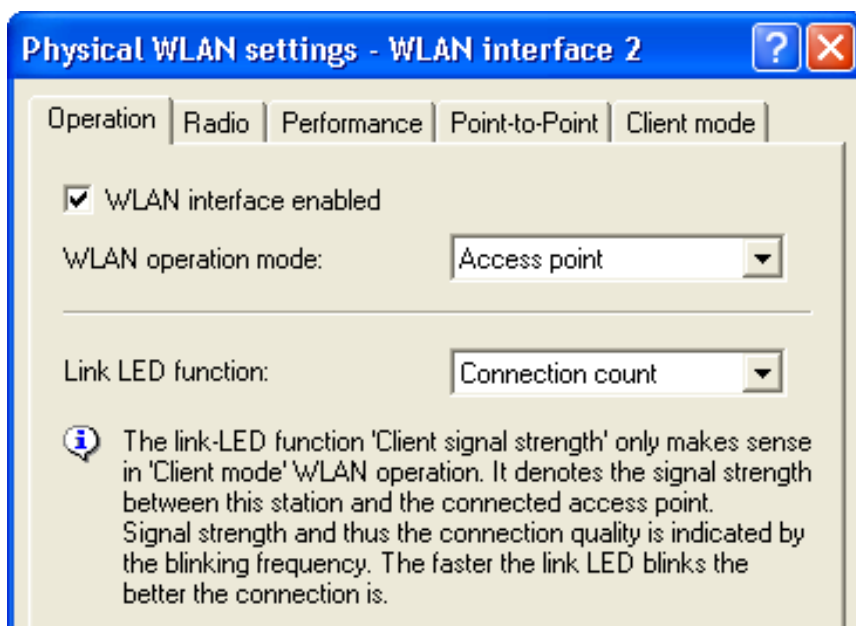 Physical WLAN settings - WLAN interface 2
Operation Radio Performance Point-to-Point Client mode
WLAN interface enabled
WLAN operation mode: Access point
Link LED function: Connection count
The link-LED function 'Client signal strength' only makes sense
in 'Client mode' WLAN operation. It denotes the signal strength
between this station and the connected access point.
Signal strength and thus the connection quality is indicated by
the blinking frequency. The faster the link LED blinks the
better the connection is.